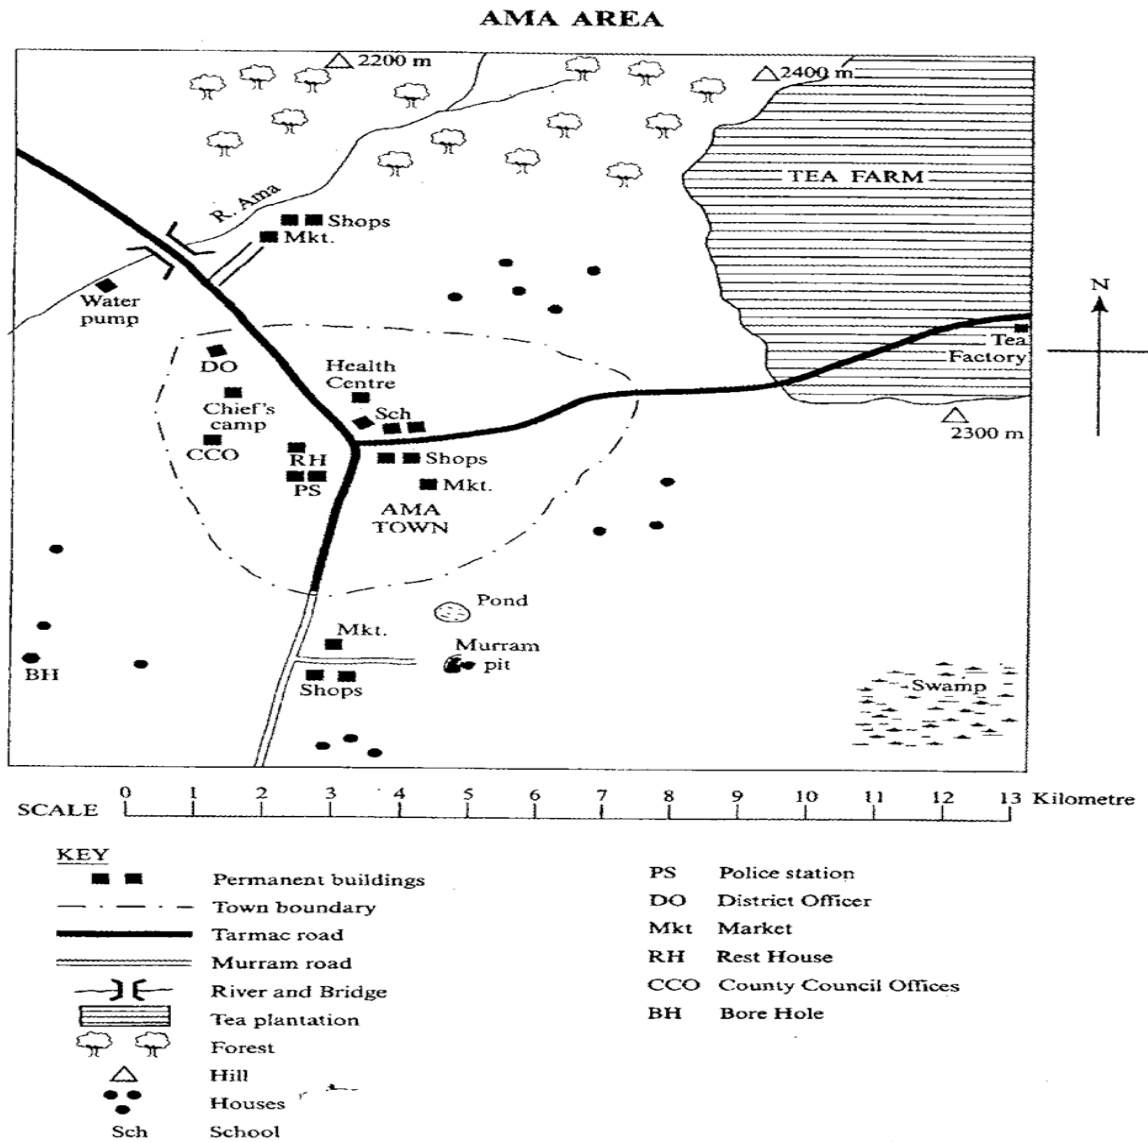 AMA AREA
2200 m
2400 m
TEA FARM
R. Ama
Shops
Mkt.
N
Water
pump
Tea
Factory
DO
Health
Centre
Chief's
camp
Sch
2300 m
CCO
RH
Shops
PS
Mkt.
AMA
TOWN
Pond
Mkt.
Murram
pit
BH
Shops
Swamp
SCALE 0 1 2 3 4 5 6 7 8 9 10 11 12 13 Kilometre
KEY
Permanent buildings
Town boundary
Tarmac road
Murram road
River and Bridge
Tea plantation
Forest
Hill
Houses
Sch School
PS Police station
DO District Officer
Mkt Market
RH Rest House
CCO County Council Offices
BH Bore Hole